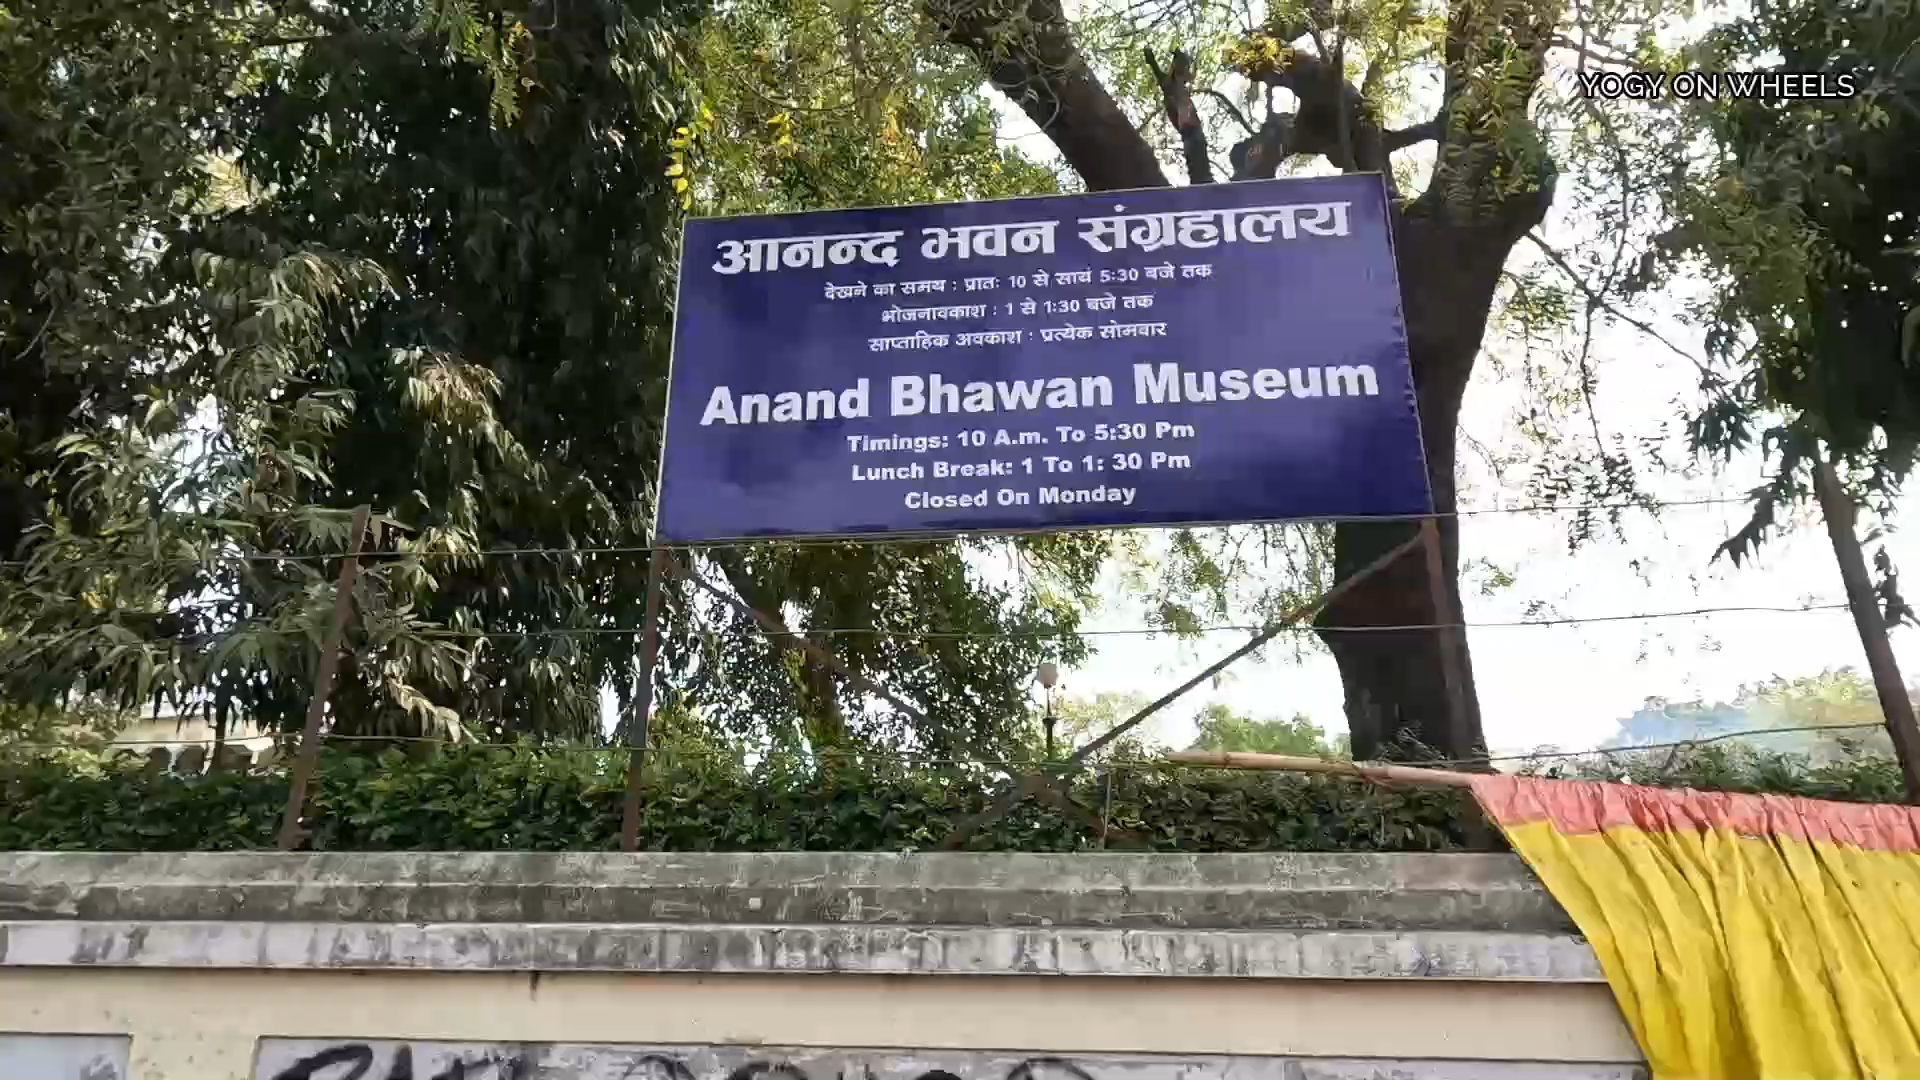 YOGY ON WHEELS
आनन्द भवन संग्रहालय
देखने का समय : प्रातः 10 से सायं 5:30 बजे तक
भोजनावकाश : 1 से 1:30 बजे तक
साप्ताहिक अवकाश : प्रत्येक सोमवार
Anand Bhawan Museum
Timings: 10 A.m. To 5:30 Pm
Lunch Break: 1 To 1: 30 Pm
Closed On Monday